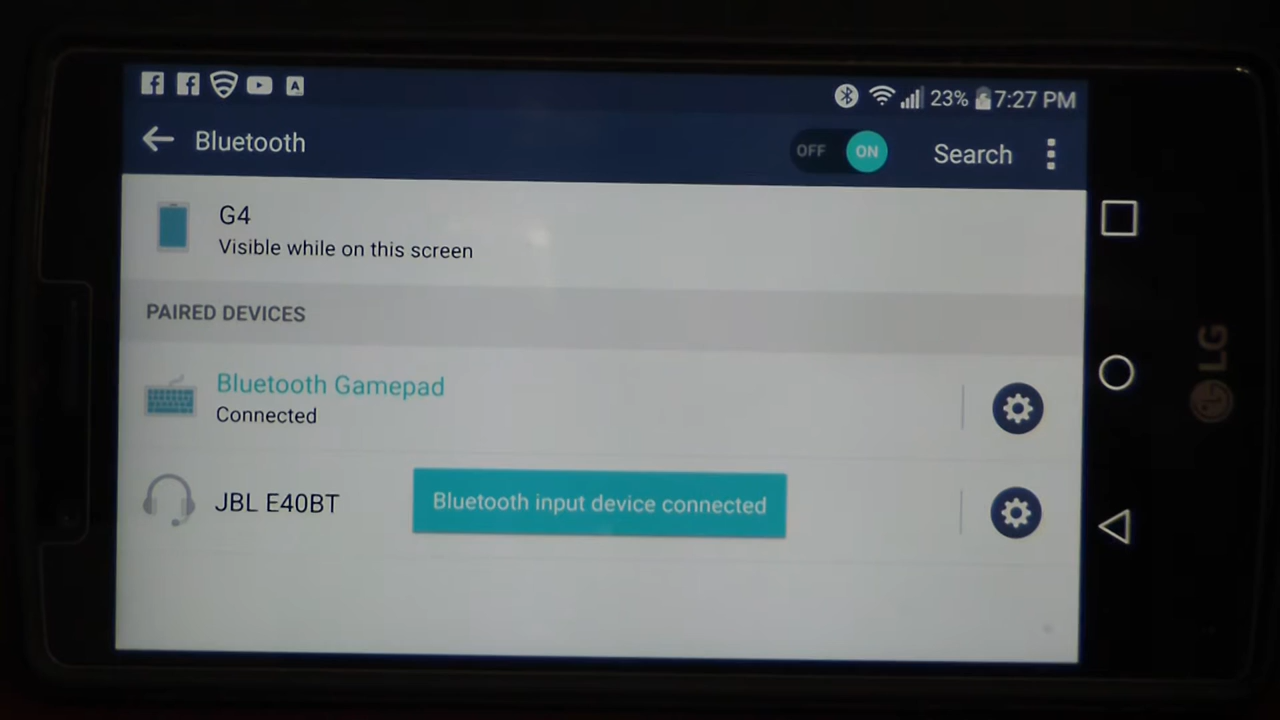 23% 7:27 PM
Bluetooth
OFF ON
Search
G4
Visible while on this screen
PAIRED DEVICES
Bluetooth Gamepad
Connected
JBL E40BT
Bluetooth input device connected
LG